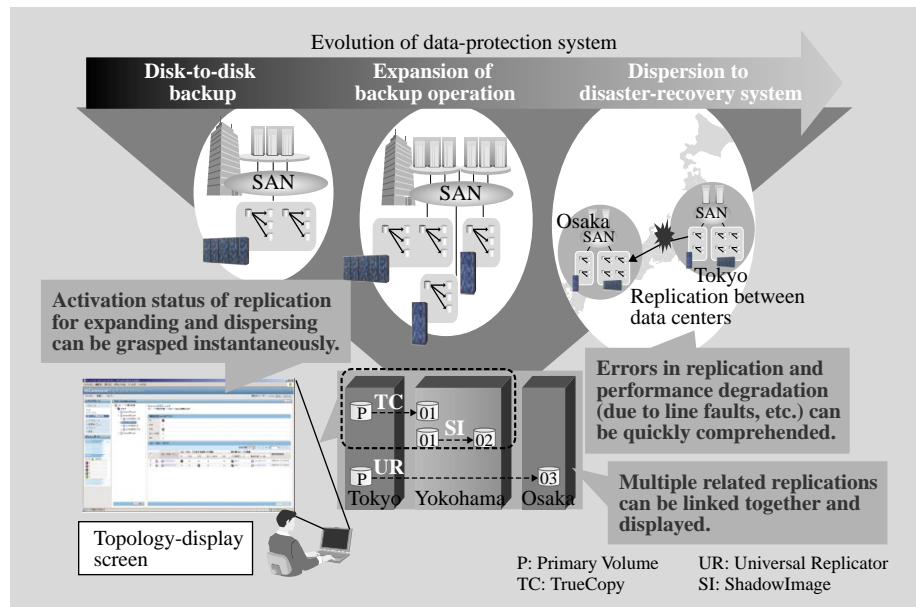 Evolution of data-protection system
Disk-to-disk
backup
Expansion of
backup operation
Dispersion to
disaster-recovery system
SAN
SAN
Osaka
SAN
SAN
Tokyo
Replication between
data centers
Activation status of replication
for expanding and dispersing
can be grasped instantaneously.
Errors in replication and
performance degradation
(due to line faults, etc.) can
be quickly comprehended.
P TC 01
01 SI 02
P UR 03
Tokyo Yokohama Osaka
Multiple related replications
can be linked together and
displayed.
Topology-display
screen
P: Primary Volume UR: Universal Replicator
TC: TrueCopy SI: ShadowImage